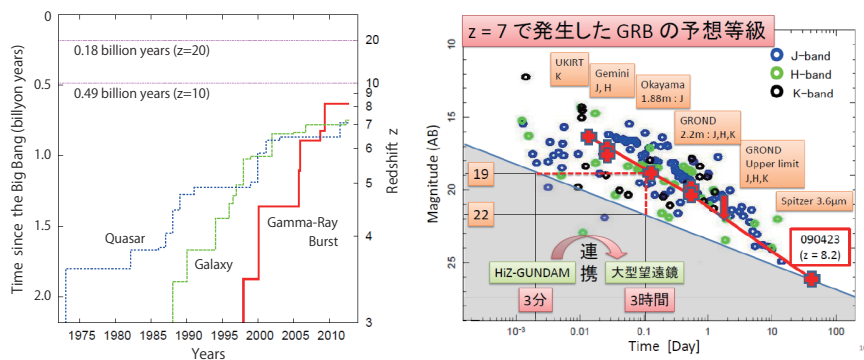 0.18 billion years (z=20)
0.49 billion years (z=10)
Quasar
Galaxy
Gamma-Ray
Burst
Time since the Big Bang (billyon years)
0
0.5
1.0
1.5
2.0
Redshift z
20
10
9
8
7
6
5
4
3
1975
1980
1985
1990
1995
2000
2005
2010
Years
z = 7 で発生した GRB の予想等級
J-band
H-band
K-band
UKIRT
K
Gemini
J, H
Okayama
1.88m : J
GROND
2.2m : J,H,K
GROND
Upper limit
J,H,K
Spitzer 3.6μm
090423
(z = 8.2)
Magnitude (AB)
10
15
20
25
19
22
HiZ-GUNDAM
連携
大型望遠鏡
3分
3時間
10⁻³
0.01
0.1
1
10
100
Time [Day]